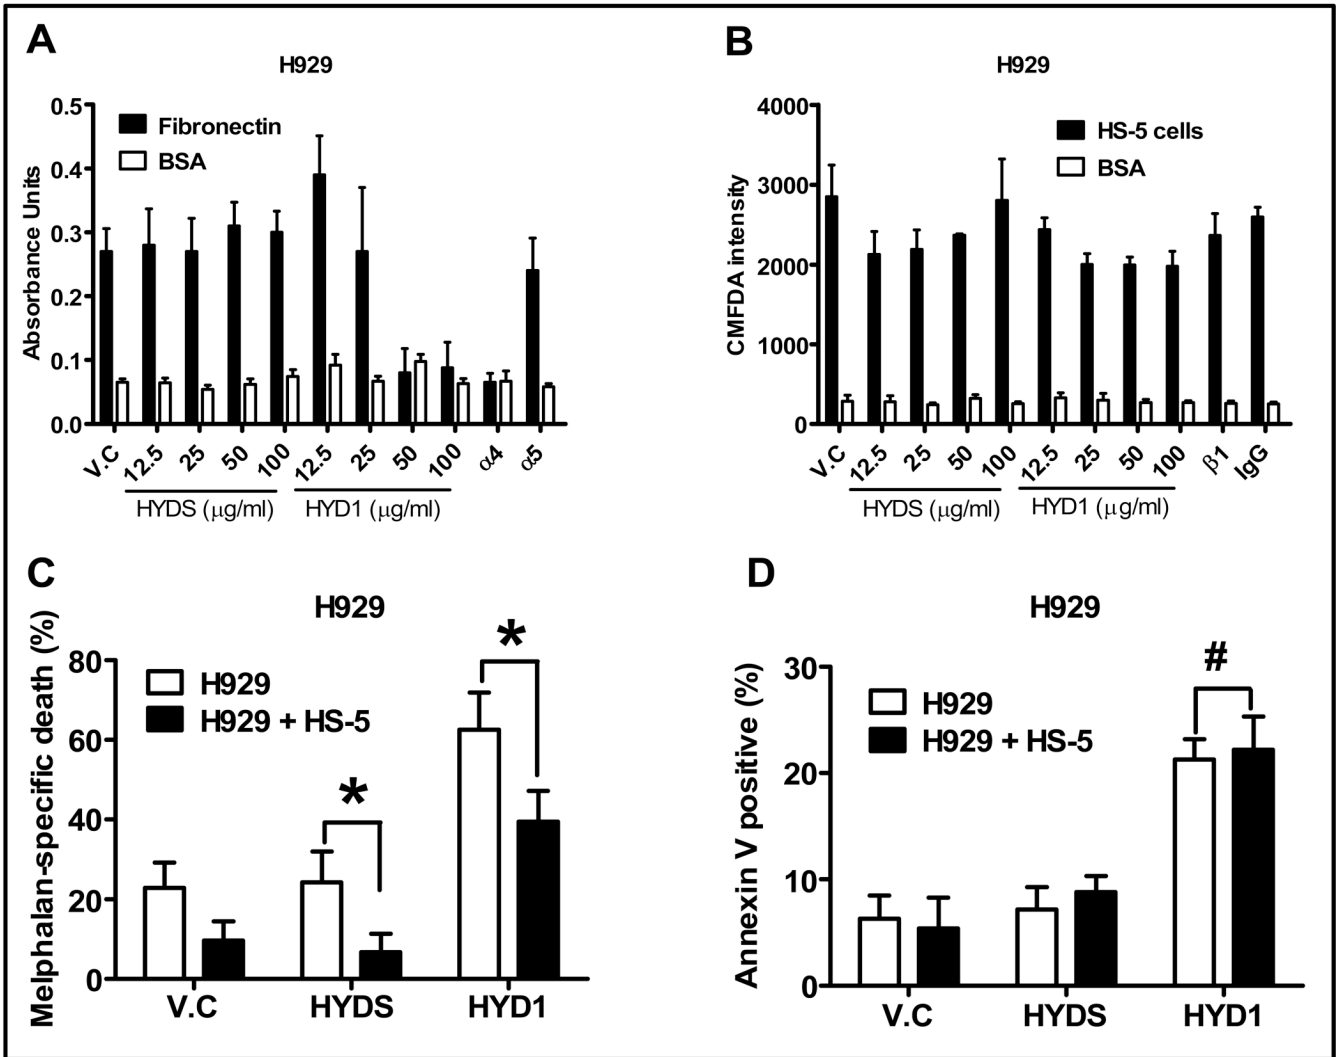 A
H929
Absorbance Units
0.5
0.4
0.3
0.2
0.1
0.0
Fibronectin
BSA
V.C 12.5 25 50 100 12.5 25 50 100 α4 α5
HYDS (μg/ml) HYD1 (μg/ml)
B
H929
CMFDA intensity
4000
3000
2000
1000
0
HS-5 cells
BSA
V.C 12.5 25 50 100 12.5 25 50 100 β1 IgG
HYDS (μg/ml) HYD1 (μg/ml)
C
H929
Melphalan-specific death (%)
80
60
40
20
0
H929
H929 + HS-5
*
*
V.C HYDS HYD1
D
H929
Annexin V positive (%)
30
20
10
0
H929
H929 + HS-5
#
V.C HYDS HYD1